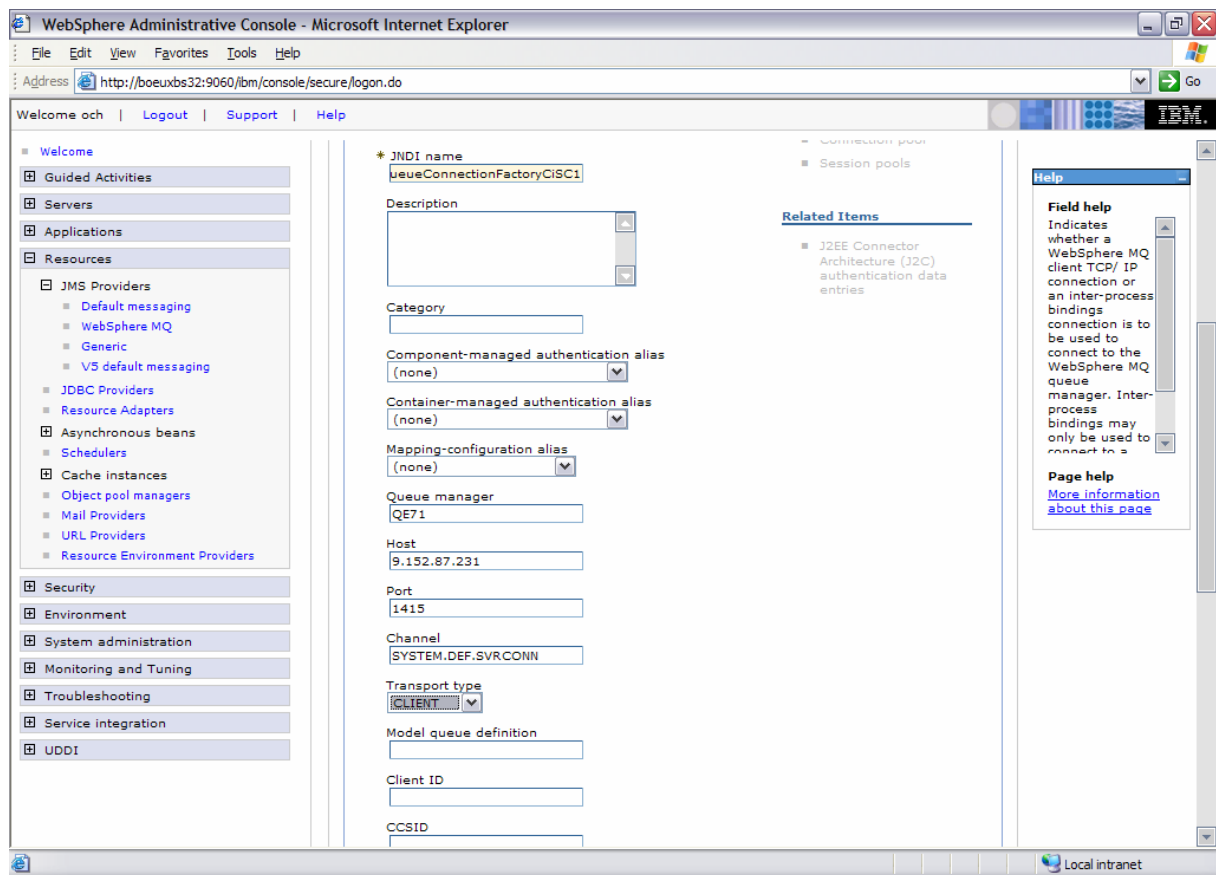 WebSphere Administrative Console - Microsoft Internet Explorer
File Edit View Favorites Tools Help
Address http://boeuxbs32:9060/ibm/console/secure/logon.do Go
Welcome och | Logout | Support | Help
IBM.
Welcome
Guided Activities
Servers
Applications
Resources
JMS Providers
Default messaging
WebSphere MQ
Generic
V5 default messaging
JDBC Providers
Resource Adapters
Asynchronous beans
Schedulers
Cache instances
Object pool managers
Mail Providers
URL Providers
Resource Environment Providers
Security
Environment
System administration
Monitoring and Tuning
Troubleshooting
Service integration
UDDI
* JNDI name
ueueConnectionFactoryCiSC1
Description
Category
Component-managed authentication alias
(none)
Container-managed authentication alias
(none)
Mapping-configuration alias
(none)
Queue manager
QE71
Host
9.152.87.231
Port
1415
Channel
SYSTEM.DEF.SVRCONN
Transport type
CLIENT
Model queue definition
Client ID
CCSID
Connection pool
Session pools
Related Items
J2EE Connector
Architecture (J2C)
authentication data
entries
Help
Field help
Indicates
whether a
WebSphere MQ
client TCP/ IP
connection or
an inter-process
bindings
connection is to
be used to
connect to the
WebSphere MQ
queue
manager. Inter-
process
bindings may
only be used to
connect to a
Page help
More information
about this page
Local intranet